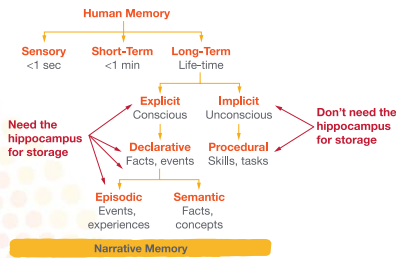 Human Memory
Sensory Short-Term Long-Term
<1 sec <1 min Life-time
Explicit Implicit
Conscious Unconscious
Need the
hippocampus
for storage
Don't need the
hippocampus
for storage
Declarative Procedural
Facts, events Skills, tasks
Episodic Semantic
Events, Facts,
experiences concepts
Narrative Memory